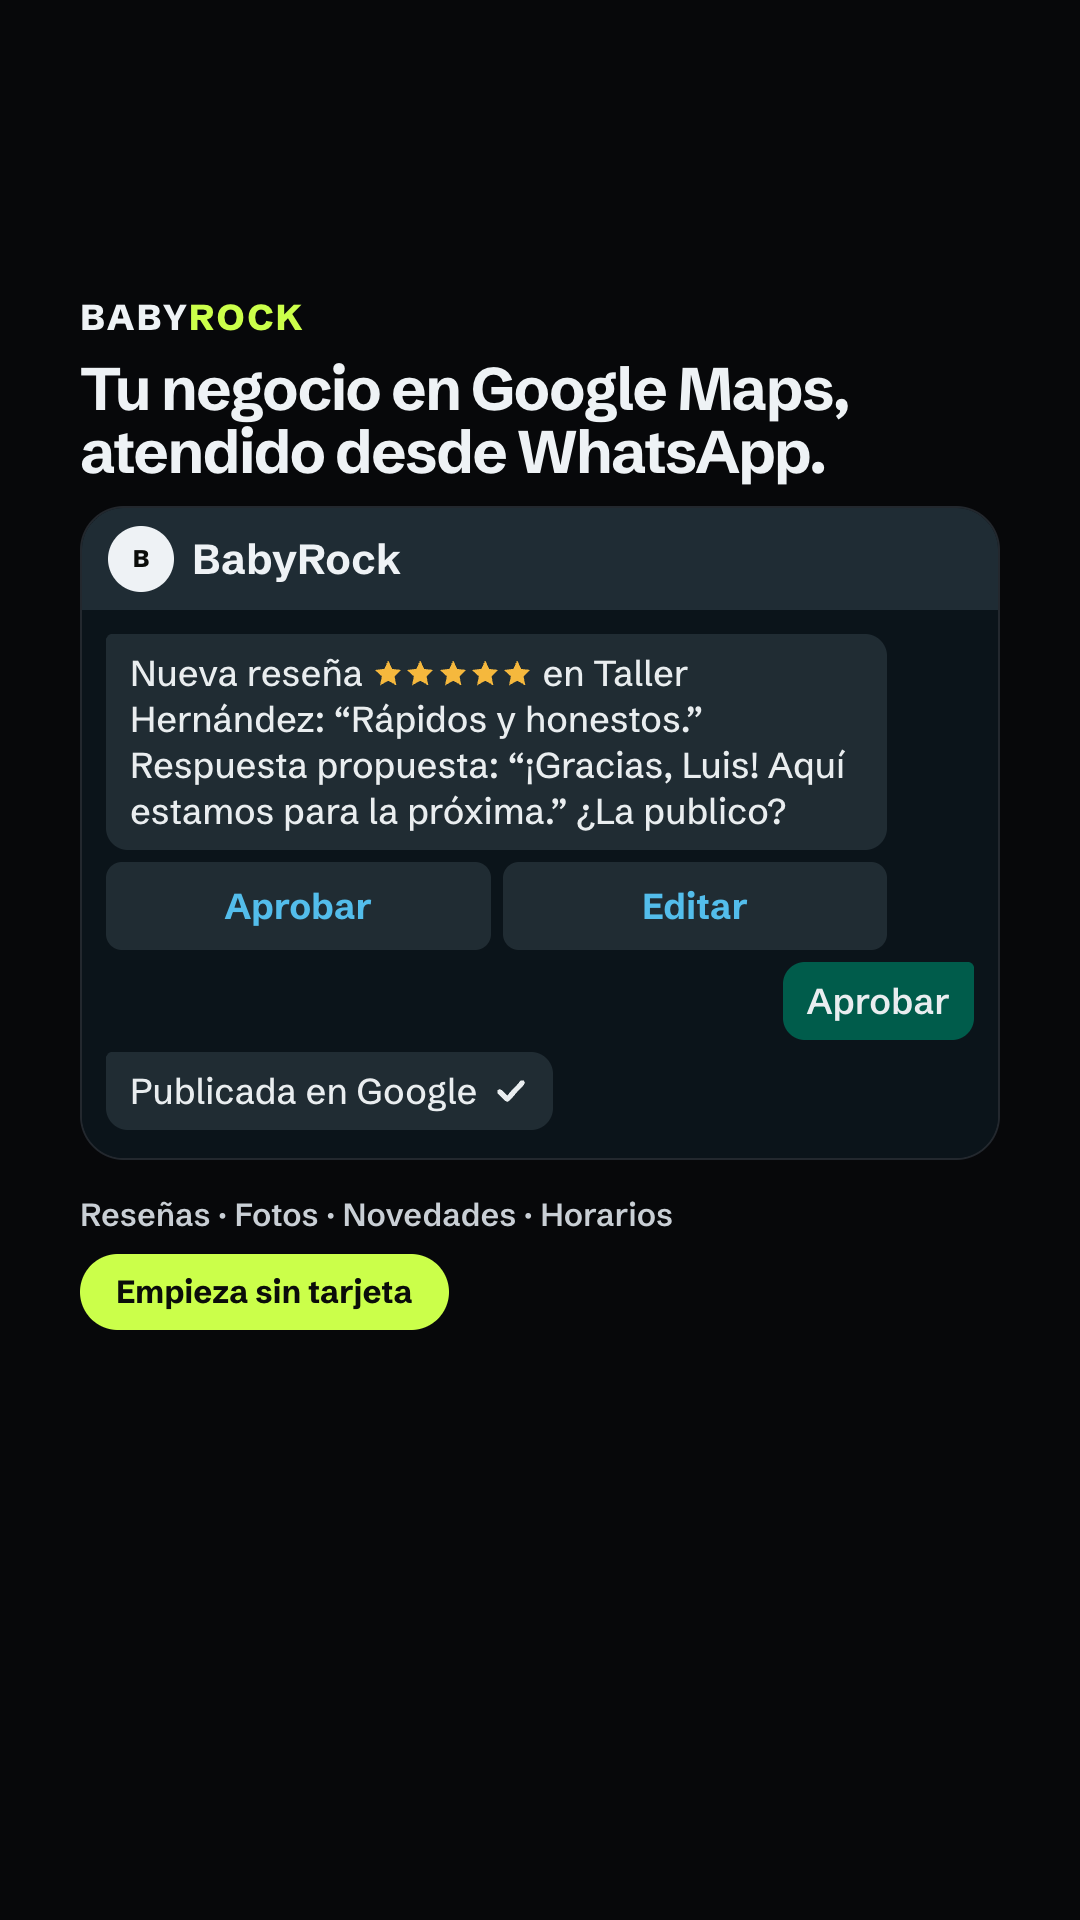 BABYROCK
Tu negocio en Google Maps,
atendido desde WhatsApp.
B BabyRock
Nueva reseña ★★★★★ en Taller
Hernández: “Rápidos y honestos.”
Respuesta propuesta: “¡Gracias, Luis! Aquí
estamos para la próxima.” ¿La publico?
Aprobar Editar
Aprobar
Publicada en Google ✓
Reseñas · Fotos · Novedades · Horarios
Empieza sin tarjeta